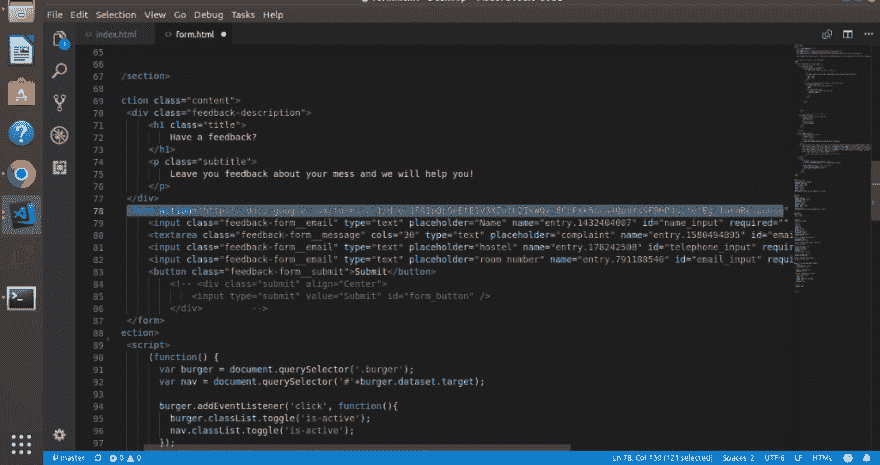 File Edit Selection View Go Debug Tasks Help
index.html form.html
65
66
67 /section>
68
69 ction class="content">
70 <div class="feedback-description">
71 <h1 class="title">
72 Have a feedback?
73 </h1>
74 <p class="subtitle">
75 Leave you feedback about your mess and we will help you!
76 </p>
77 </div>
78
79 <input class="feedback-form__email" type="text" placeholder="Name" name="entry.1432404007" id="name_input" required="
80 <textarea class="feedback-form__message" cols="30" type="text" placeholder="complaint" name="entry.1580494895" id="emai
81 <input class="feedback-form__email" type="text" placeholder="hostel" name="entry.178242508" id="telephone_input" requir
82 <input class="feedback-form__email" type="text" placeholder="room number" name="entry.791188540" id="email_input" requi
83 <button class="feedback-form__submit">Submit</button>
84 <!-- <div class="submit" align="Center">
85 <input type="submit" value="Submit" id="form_button" />
86 </div> -->
87 </form>
88 ection>
89 <script>
90 (function() {
91 var burger = document.querySelector('.burger');
92 var nav = document.querySelector('#'+burger.dataset.target);
93
94 burger.addEventListener('click', function(){
95 burger.classList.toggle('is-active');
96 nav.classList.toggle('is-active');
97 });
master 0 0 Ln 78, Col (121 selected) Spaces: 2 UTF-8 LF HTML